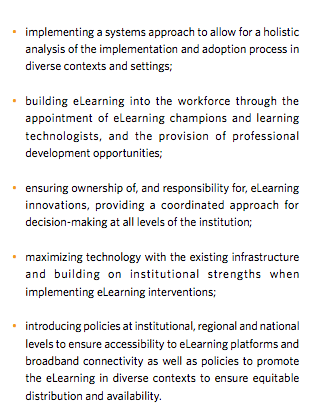 • implementing a systems approach to allow for a holistic
analysis of the implementation and adoption process in
diverse contexts and settings;
• building eLearning into the workforce through the
appointment of eLearning champions and learning
technologists, and the provision of professional
development opportunities;
• ensuring ownership of, and responsibility for, eLearning
innovations, providing a coordinated approach for
decision-making at all levels of the institution;
• maximizing technology with the existing infrastructure
and building on institutional strengths when
implementing eLearning interventions;
• introducing policies at institutional, regional and national
levels to ensure accessibility to eLearning platforms and
broadband connectivity as well as policies to promote
the eLearning in diverse contexts to ensure equitable
distribution and availability.